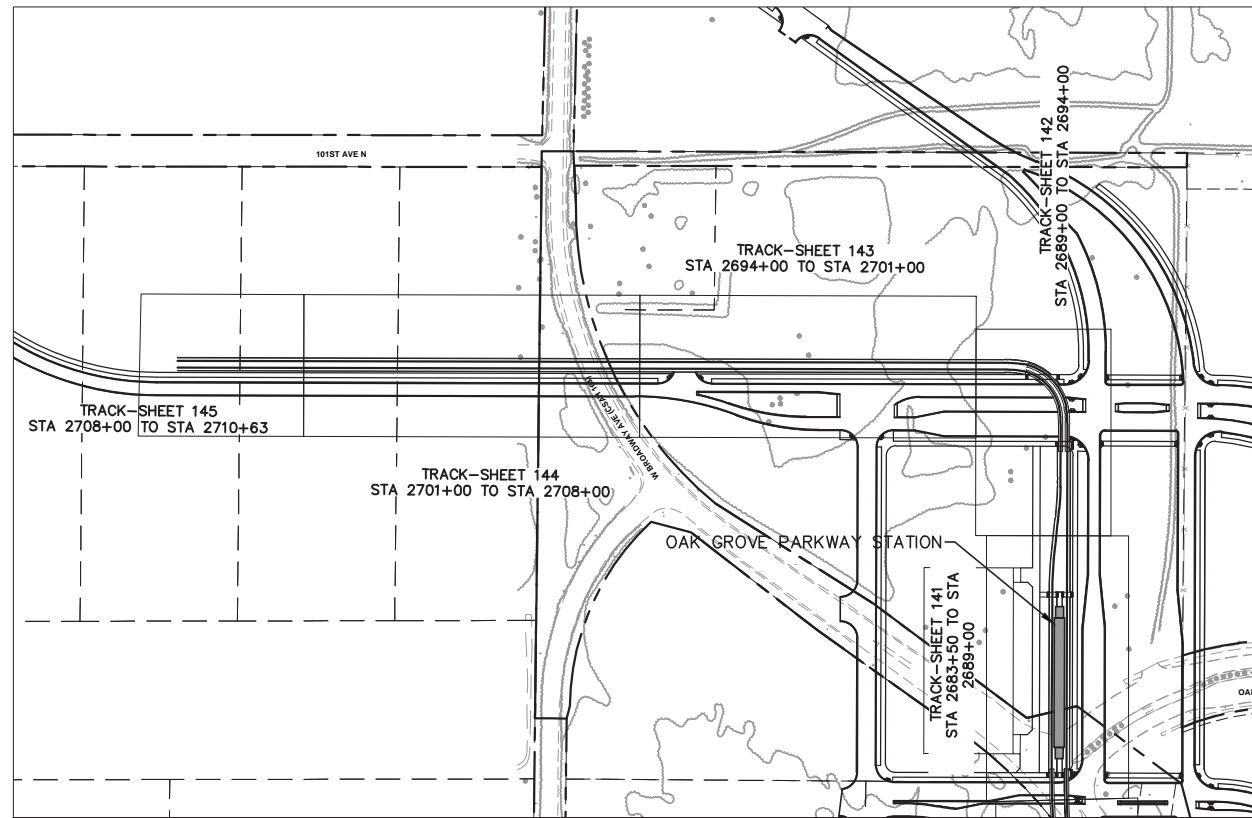 101ST AVE N
TRACK-SHEET 142
STA 2689+00 TO STA 2694+00
TRACK-SHEET 143
STA 2694+00 TO STA 2701+00
W BROADWAY AVE (CSAH 103)
TRACK-SHEET 145
STA 2708+00 TO STA 2710+63
TRACK-SHEET 144
STA 2701+00 TO STA 2708+00
OAK GROVE PARKWAY STATION
TRACK-SHEET 141
STA 2683+50 TO STA
2689+00